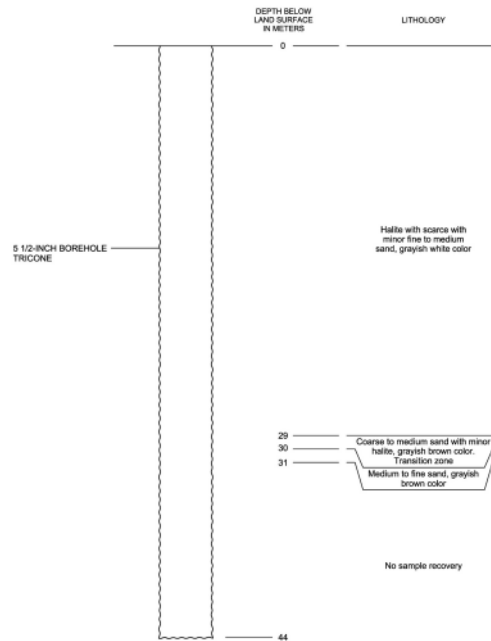 DEPTH BELOW
LAND SURFACE
IN METERS
LITHOLOGY
0
Halite with scarce with
minor fine to medium
sand, grayish white color
5 1/2-INCH BOREHOLE
TRICONE
29
Coarse to medium sand with minor
30
halite, grayish brown color.
Transition zone
31
Medium to fine sand, grayish
brown color
No sample recovery
44